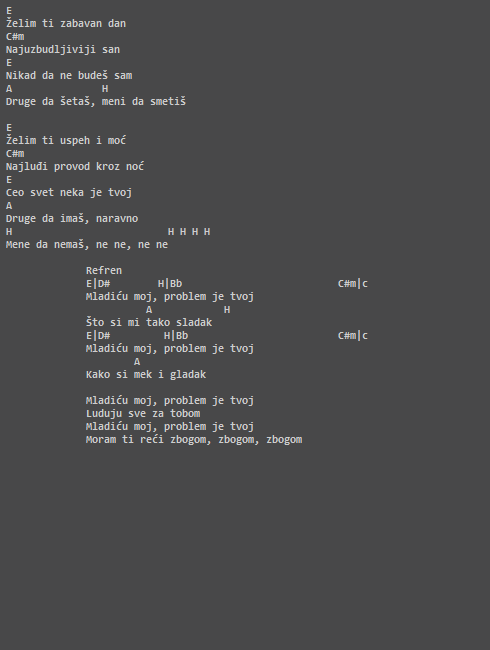 E
Želim ti zabavan dan
C#m
Najuzbudljiviji san
E
Nikad da ne budeš sam
A               H
Druge da šetaš, meni da smetiš

E
Želim ti uspeh i moć
C#m
Najluđi provod kroz noć
E
Ceo svet neka je tvoj
A
Druge da imaš, naravno
H                          H H H H
Mene da nemaš, ne ne, ne ne

Refren
E|D#        H|Bb                          C#m|c
Mladiću moj, problem je tvoj
A            H
Što si mi tako sladak
E|D#         H|Bb                         C#m|c
Mladiću moj, problem je tvoj
A
Kako si mek i gladak

Mladiću moj, problem je tvoj
Luduju sve za tobom
Mladiću moj, problem je tvoj
Moram ti reći zbogom, zbogom, zbogom